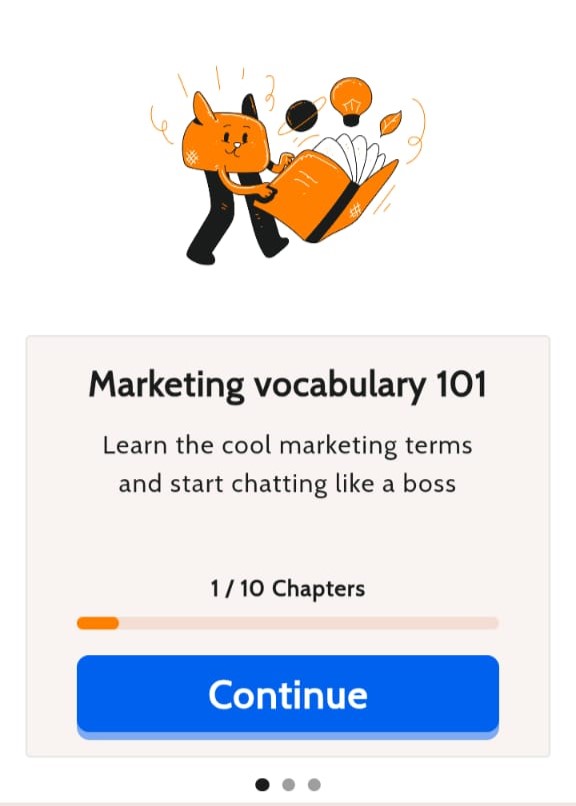 Marketing vocabulary 101
Learn the cool marketing terms
and start chatting like a boss
1 / 10 Chapters
Continue